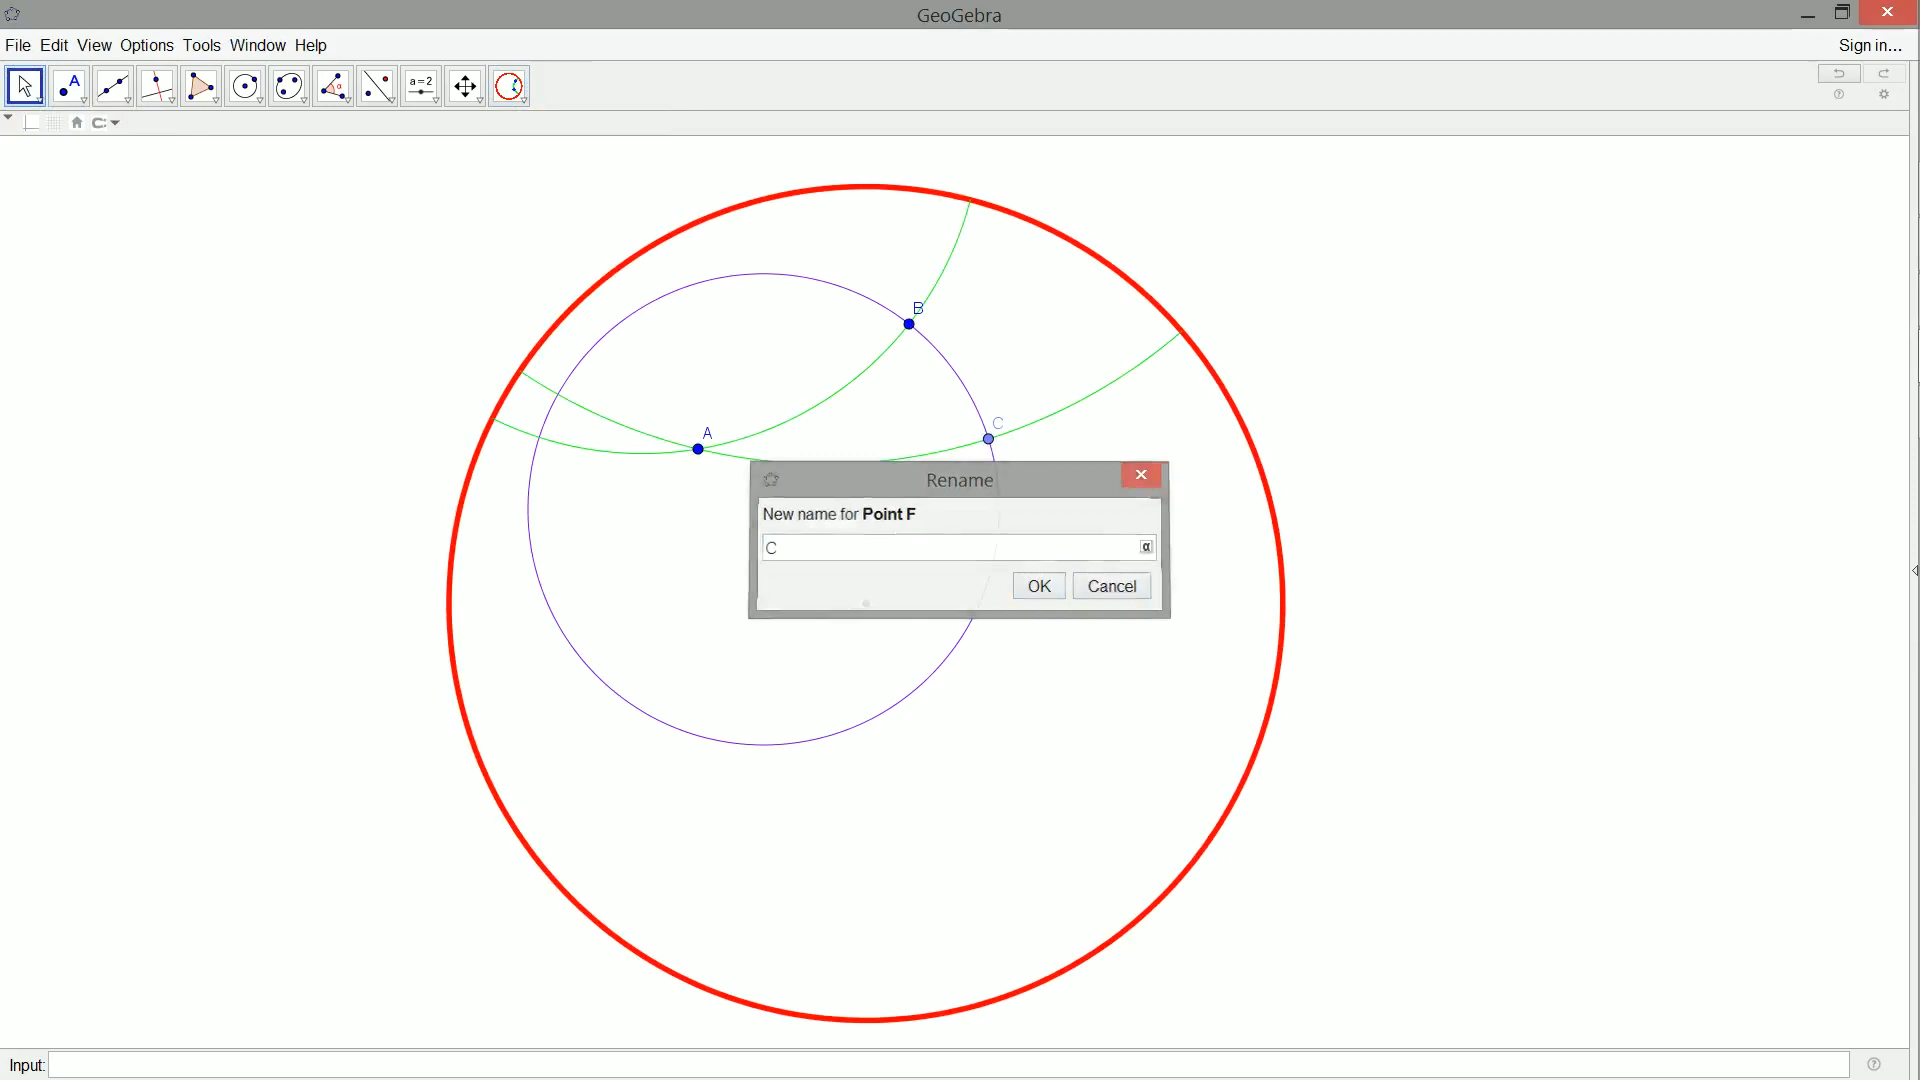 GeoGebra
File Edit View Options Tools Window Help
Sign in...
A
α
a=2
B
C
A
Rename
New name for Point F
C
α
OK Cancel
Input: